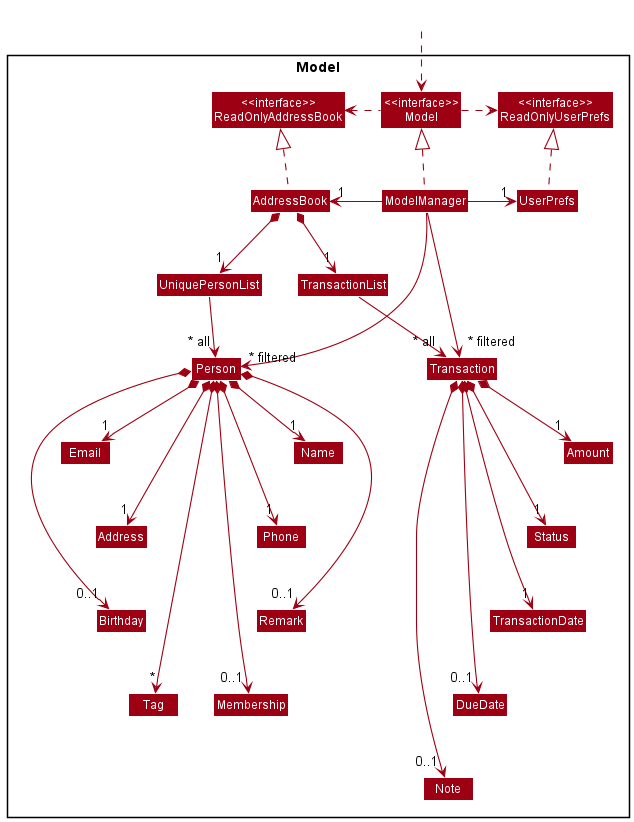 Model
<<interface>>
ReadOnlyAddressBook
<<interface>>
Model
<<interface>>
ReadOnlyUserPrefs
AddressBook
1
ModelManager
1
UserPrefs
1
1
UniquePersonList
TransactionList
* all
* filtered
* all
* filtered
Person
Transaction
1
1
1
Email
Name
Amount
1
1
1
Address
Phone
Status
0..1
0..1
1
Birthday
Remark
TransactionDate
*
0..1
0..1
Tag
Membership
DueDate
0..1
Note